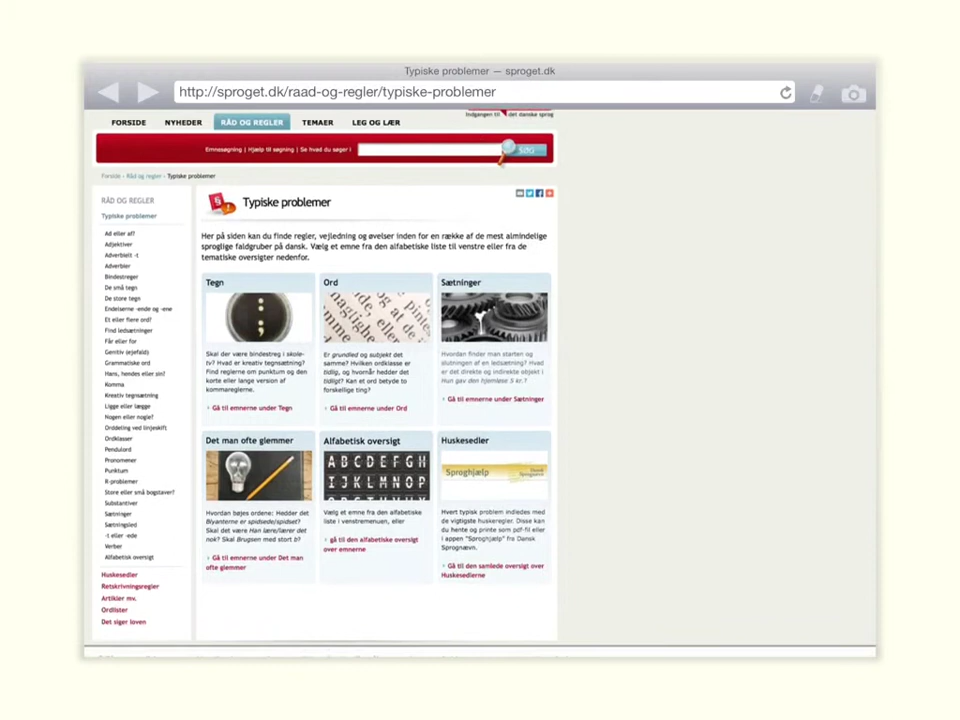 Typiske problemer — sproget.dk
http://sproget.dk/raad-og-regler/typiske-problemer
Indgangen til det danske sprog
FORSIDE NYHEDER RÅD OG REGLER TEMAER LEG OG LÆR
Emnesøgning | Hjælp til søgning | Se hvad du søger i
SØG
Forside › Råd og regler › Typiske problemer
RÅD OG REGLER
Typiske problemer
Ad eller af?
Adjektiver
Adverbielt -t
Adverbier
Bindestreger
De små tegn
De store tegn
Endelserne -ende og -ene
Et eller flere ord?
Find ledsætninger
Får eller for
Genitiv (ejefald)
Grammatiske ord
Hans, hendes eller sin?
Komma
Kreativ tegnsætning
Ligge eller lægge
Nogen eller nogle?
Orddeling ved linjeskift
Ordklasser
Pendulord
Pronomener
Punktum
R-problemer
Store eller små bogstaver?
Substantiver
Sætninger
Sætningsled
-t eller -ede
Verber
Alfabetisk oversigt
Huskesedler
Retskrivningsregler
Artikler mv.
Ordlister
Det siger loven
§
Typiske problemer
Her på siden kan du finde regler, vejledning og øvelser inden for en række af de mest almindelige
sproglige faldgruber på dansk. Vælg et emne fra den alfabetiske liste til venstre eller fra de
tematiske oversigter nedenfor.
Tegn
Skal der være bindestreg i skole-
tv? Hvad er kreativ tegnsætning?
Find reglerne om punktum og den
korte eller lange version af
kommareglerne.
› Gå til emnerne under Tegn
Ord
Er grundled og subjekt det
samme? Hvilken ordklasse er
tidlig, og hvornår hedder det
tidligt? Kan et ord betyde to
forskellige ting?
› Gå til emnerne under Ord
Sætninger
Hvordan finder man starten og
slutningen af en ledsætning? Hvad
er det direkte og indirekte objekt i
Hun gav den hjemløse 5 kr.?
› Gå til emnerne under Sætninger
Det man ofte glemmer
Hvordan bøjes ordene: Hedder det
Blyanterne er spidsede/spidset?
Skal det være Han lære/lærer det
nok? Skal Brugsen med stort b?
› Gå til emnerne under Det man
ofte glemmer
Alfabetisk oversigt
A B C D E F G H
I J K L M N O P
Vælg et emne fra den alfabetiske
liste i venstremenuen, eller
› gå til den alfabetiske oversigt
over emnerne
Huskesedler
Sproghjælp
Dansk
Sprognævn
Hvert typisk problem indledes med
de vigtigste huskeregler. Disse kan
du hente og printe som pdf-fil eller
i appen "Sproghjælp" fra Dansk
Sprognævn.
› Gå til den samlede oversigt over
Huskesedlerne